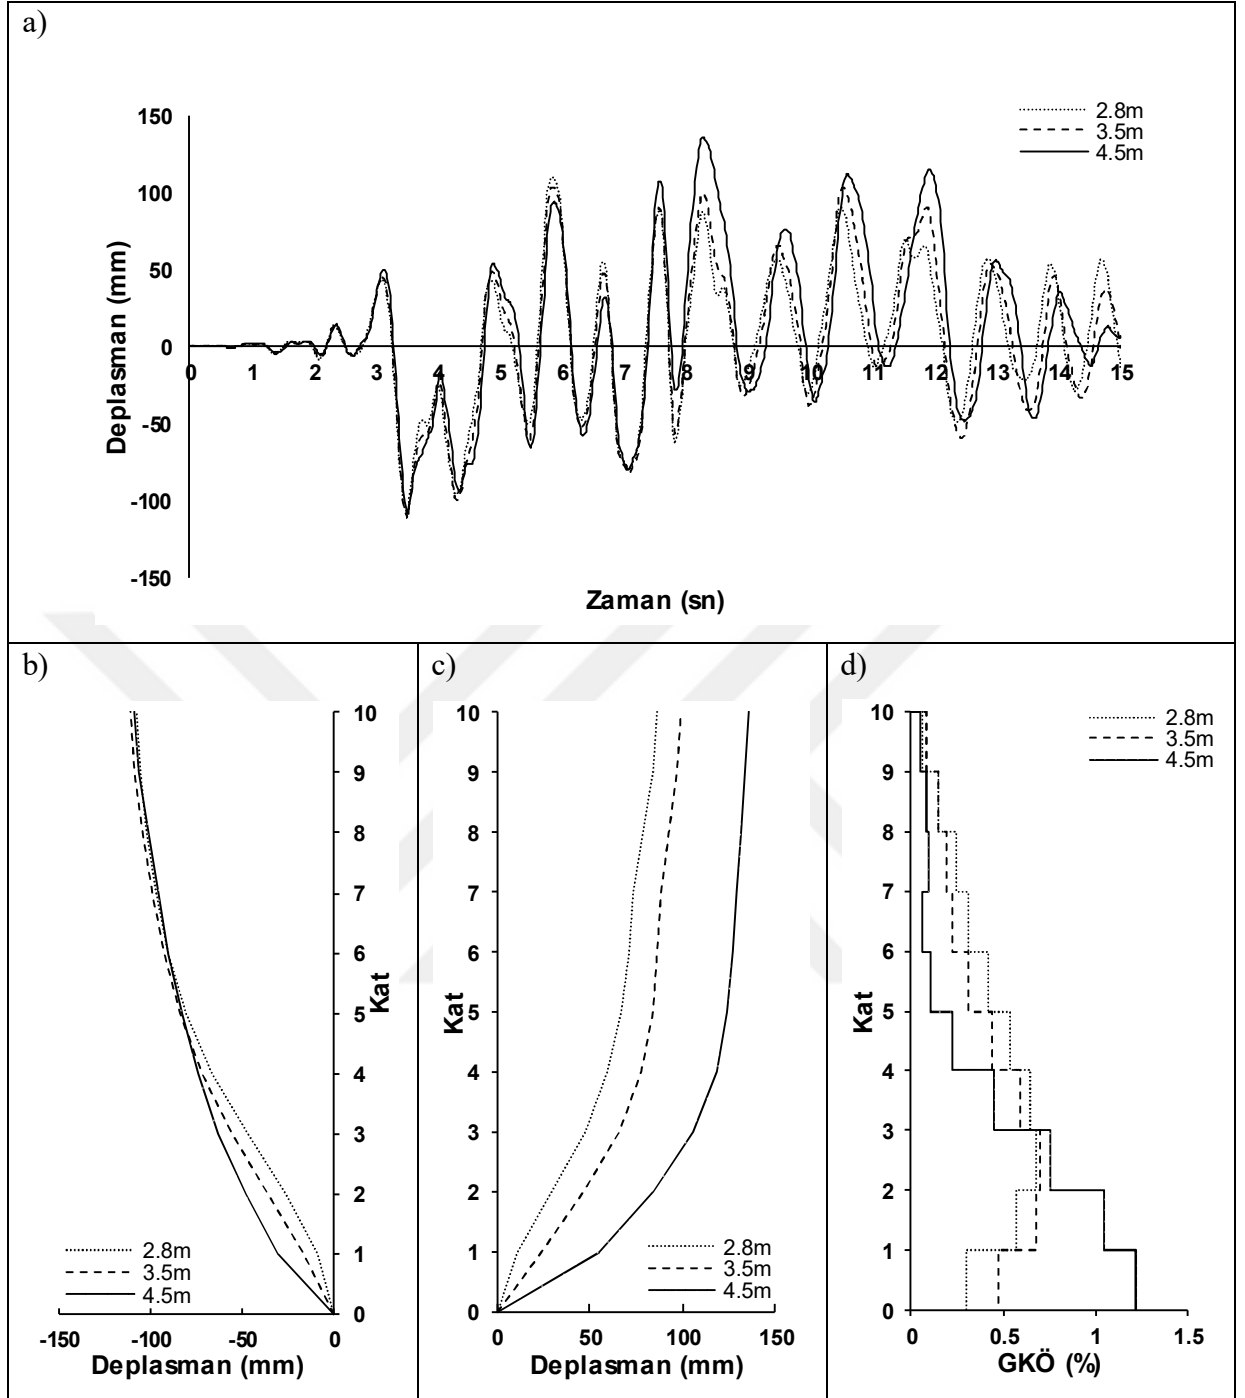 a)
150
100
50
0
-50
-100
-150
Deplasman (mm)
0 1 2 3 4 5 6 7 8 9 10 11 12 13 14 15
Zaman (sn)
2.8m
3.5m
4.5m
b)
10
9
8
7
6
5
4
3
2
1
0
Kat
2.8m
3.5m
4.5m
-150 -100 -50 0
Deplasman (mm)
c)
10
9
8
7
6
5
4
3
2
1
0
Kat
2.8m
3.5m
4.5m
0 50 100 150
Deplasman (mm)
d)
10
9
8
7
6
5
4
3
2
1
0
Kat
2.8m
3.5m
4.5m
0 0.5 1 1.5
GKÖ (%)